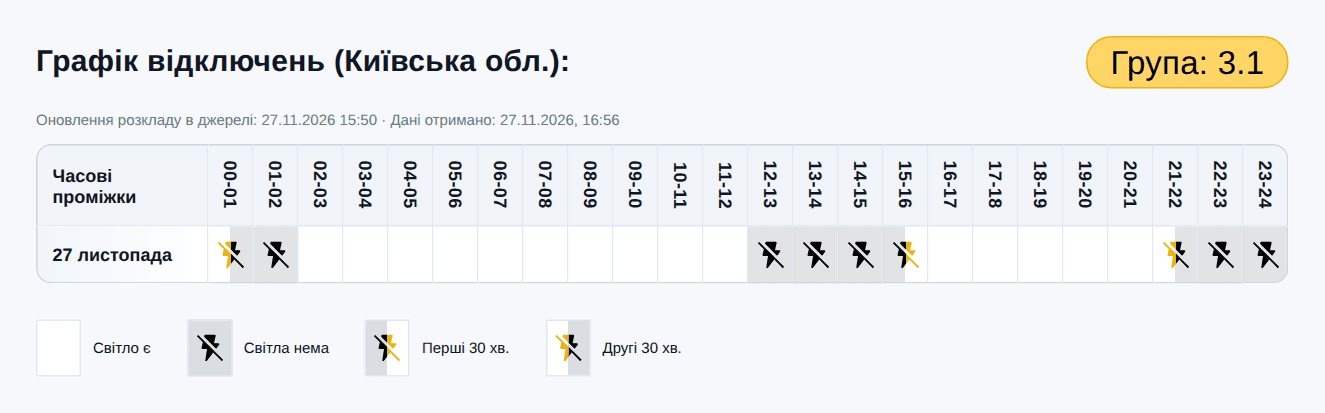 Графік відключень (Київська обл.):
Група: 3.1
Оновлення розкладу в джерелі: 27.11.2026 15:50 · Дані отримано: 27.11.2026, 16:56
Часові
проміжки
00-01
01-02
02-03
03-04
04-05
05-06
06-07
07-08
08-09
09-10
10-11
11-12
12-13
13-14
14-15
15-16
16-17
17-18
18-19
19-20
20-21
21-22
22-23
23-24
27 листопада
Світло є
Світла нема
Перші 30 хв.
Другі 30 хв.